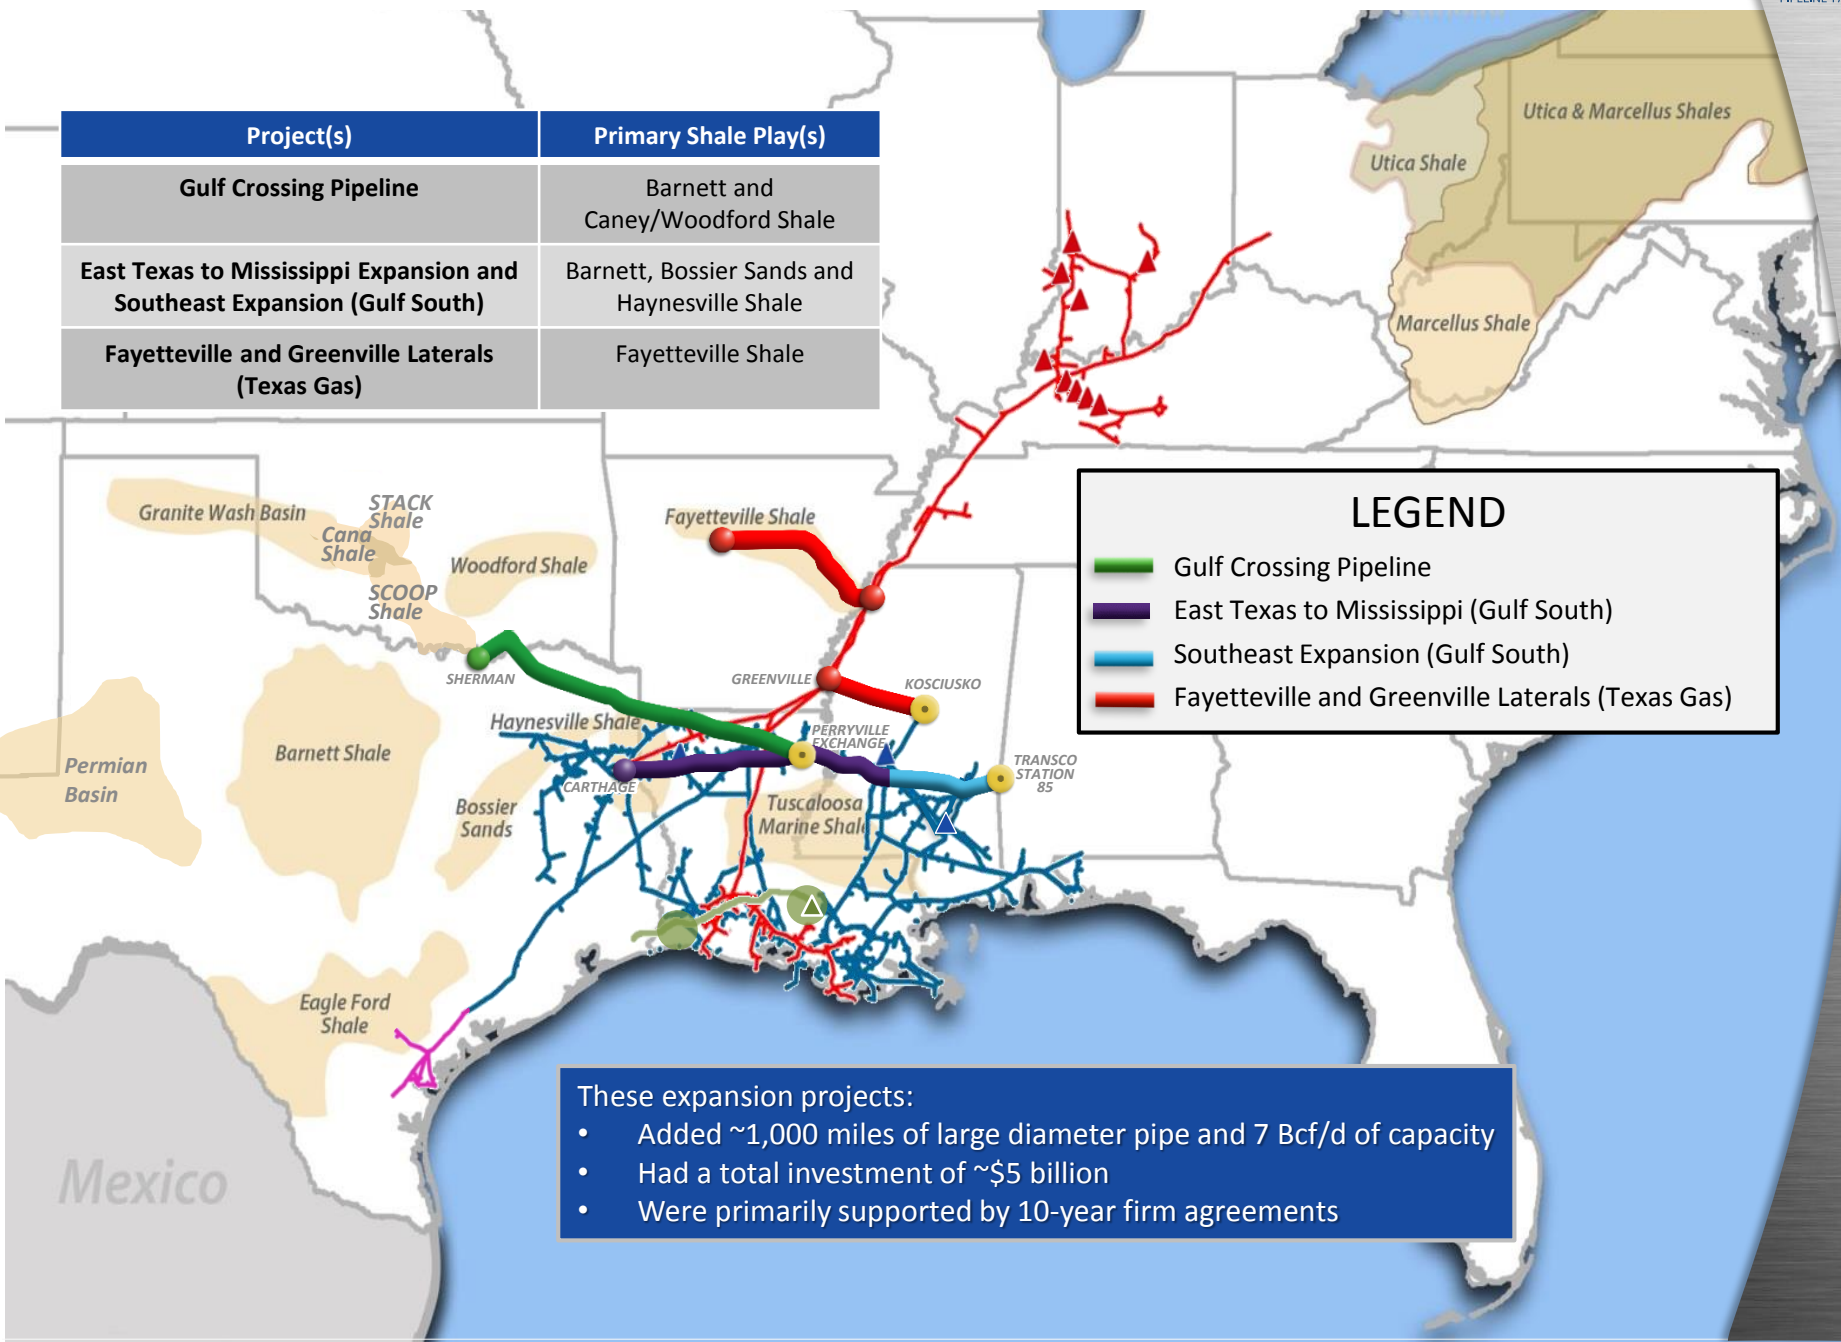 Project(s)
Primary Shale Play(s)
Gulf Crossing Pipeline
Barnett and
Caney/Woodford Shale
East Texas to Mississippi Expansion and
Southeast Expansion (Gulf South)
Barnett, Bossier Sands and
Haynesville Shale
Fayetteville and Greenville Laterals
(Texas Gas)
Fayetteville Shale
Utica & Marcellus Shales
Utica Shale
Marcellus Shale
Granite Wash Basin
STACK
Shale
Cana
Shale
Woodford Shale
SCOOP
Shale
Fayetteville Shale
LEGEND
Gulf Crossing Pipeline
East Texas to Mississippi (Gulf South)
Southeast Expansion (Gulf South)
Fayetteville and Greenville Laterals (Texas Gas)
SHERMAN
GREENVILLE
KOSCIUSKO
Haynesville Shale
PERRYVILLE
EXCHANGE
Barnett Shale
Permian
Basin
CARTHAGE
TRANSCO
STATION
85
Bossier
Sands
Tuscaloosa
Marine Shale
Eagle Ford
Shale
Mexico
These expansion projects:
• Added ~1,000 miles of large diameter pipe and 7 Bcf/d of capacity
• Had a total investment of ~$5 billion
• Were primarily supported by 10-year firm agreements